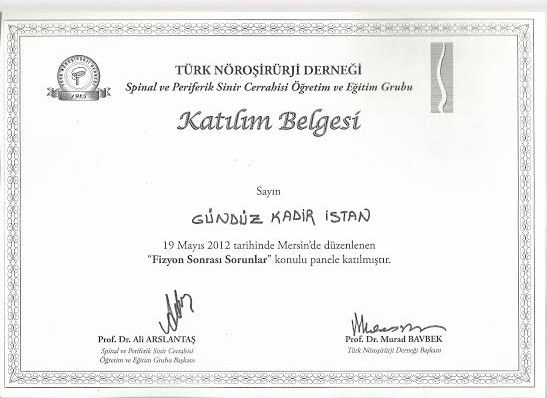 TÜRK NÖROŞİRÜRJİ DERNEĞİ
Spinal ve Periferik Sinir Cerrahisi Öğretim ve Eğitim Grubu
1985
Katılım Belgesi
Sayın
GÜNDÜZ KADİR İSTAN
19 Mayıs 2012 tarihinde Mersin'de düzenlenen
“Fizyon Sonrası Sorunlar” konulu panele katılmıştır.
Prof. Dr. Ali ARSLANTAŞ
Spinal ve Periferik Sinir Cerrahisi
Öğretim ve Eğitim Grubu Başkanı
Prof. Dr. Murad BAVBEK
Türk Nöroşirürji Derneği Başkanı